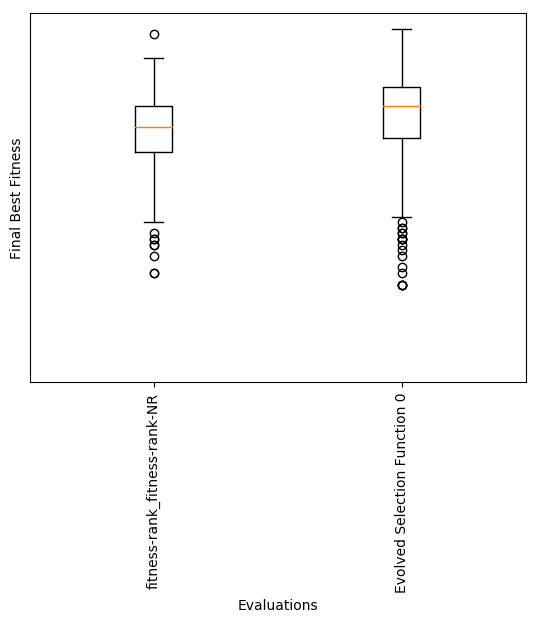 Final Best Fitness
fitness-rank_fitness-rank-NR
Evolved Selection Function 0
Evaluations